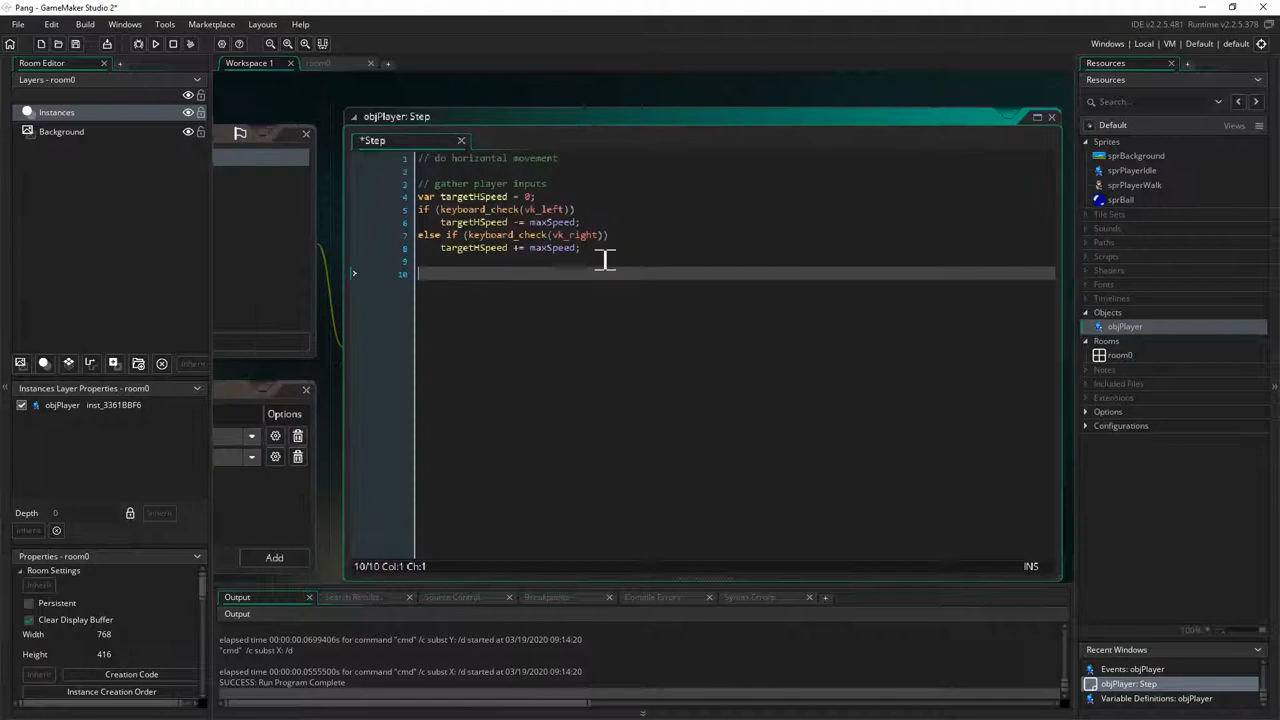 Pang - GameMaker Studio 2*
File Edit Build Windows Tools Marketplace Layouts Help
IDE v2.2.5.481 Runtime v2.2.5.378
Windows | Local | VM | Default | default
Room Editor
Layers - room0
Instances
Background
Inherit
Instances Layer Properties - room0
objPlayer inst_3361BBF6
Depth 0 Inherit
Inherit
Properties - room0
Room Settings
Inherit
Persistent
Clear Display Buffer
Width 768
Height 416
Inherit Creation Code
Instance Creation Order
Workspace 1 room0
Options
Add
objPlayer: Step
*Step
1 // do horizontal movement
2
3 // gather player inputs
4 var targetHSpeed = 0;
5 if (keyboard_check(vk_left))
6 targetHSpeed -= maxSpeed;
7 else if (keyboard_check(vk_right))
8 targetHSpeed += maxSpeed;
9
10
10/10 Col:1 Ch:1 INS
Output Search Results Source Control Breakpoints Compile Errors Syntax Errors
Output
elapsed time 00:00:00.0699406s for command "cmd" /c subst Y: /d started at 03/19/2020 09:14:20
"cmd" /c subst X: /d
elapsed time 00:00:00.0555500s for command "cmd" /c subst X: /d started at 03/19/2020 09:14:20
SUCCESS: Run Program Complete
Resources
Resources
Search...
Default Views
Sprites
sprBackground
sprPlayerIdle
sprPlayerWalk
sprBall
Tile Sets
Sounds
Paths
Scripts
Shaders
Fonts
Timelines
Objects
objPlayer
Rooms
room0
Notes
Included Files
Extensions
Options
Configurations
100%
Recent Windows
Events: objPlayer
objPlayer: Step
Variable Definitions: objPlayer